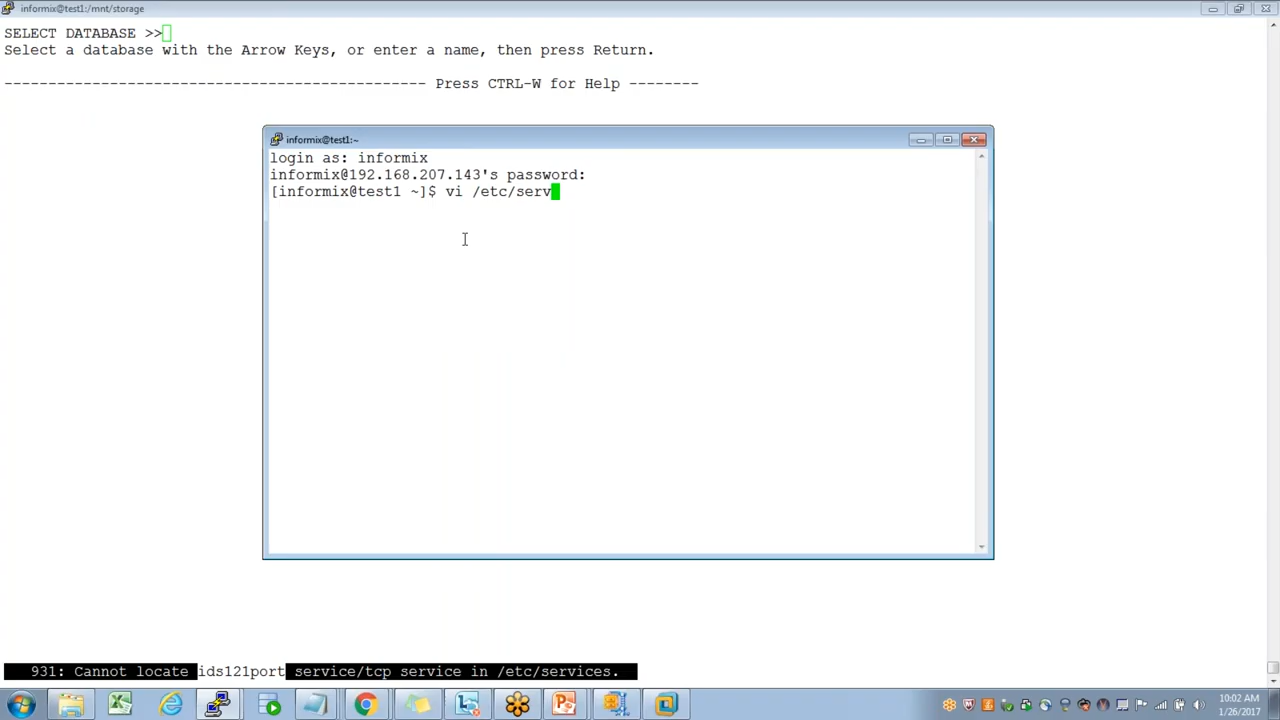 informix@test1:/mnt/storage
SELECT DATABASE >>
Select a database with the Arrow Keys, or enter a name, then press Return.
------------------------------------------------ Press CTRL-W for Help --------
informix@test1:~
login as: informix
informix@192.168.207.143's password:
[informix@test1 ~]$ vi /etc/serv
931: Cannot locate ids121port service/tcp service in /etc/services.
10:02 AM
1/26/2017